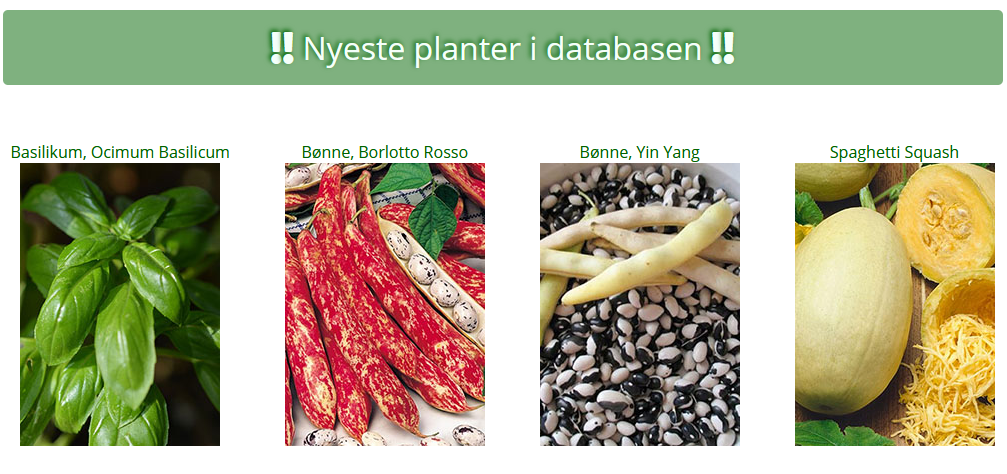 ‼ Nyeste planter i databasen ‼
Basilikum, Ocimum Basilicum
Bønne, Borlotto Rosso
Bønne, Yin Yang
Spaghetti Squash